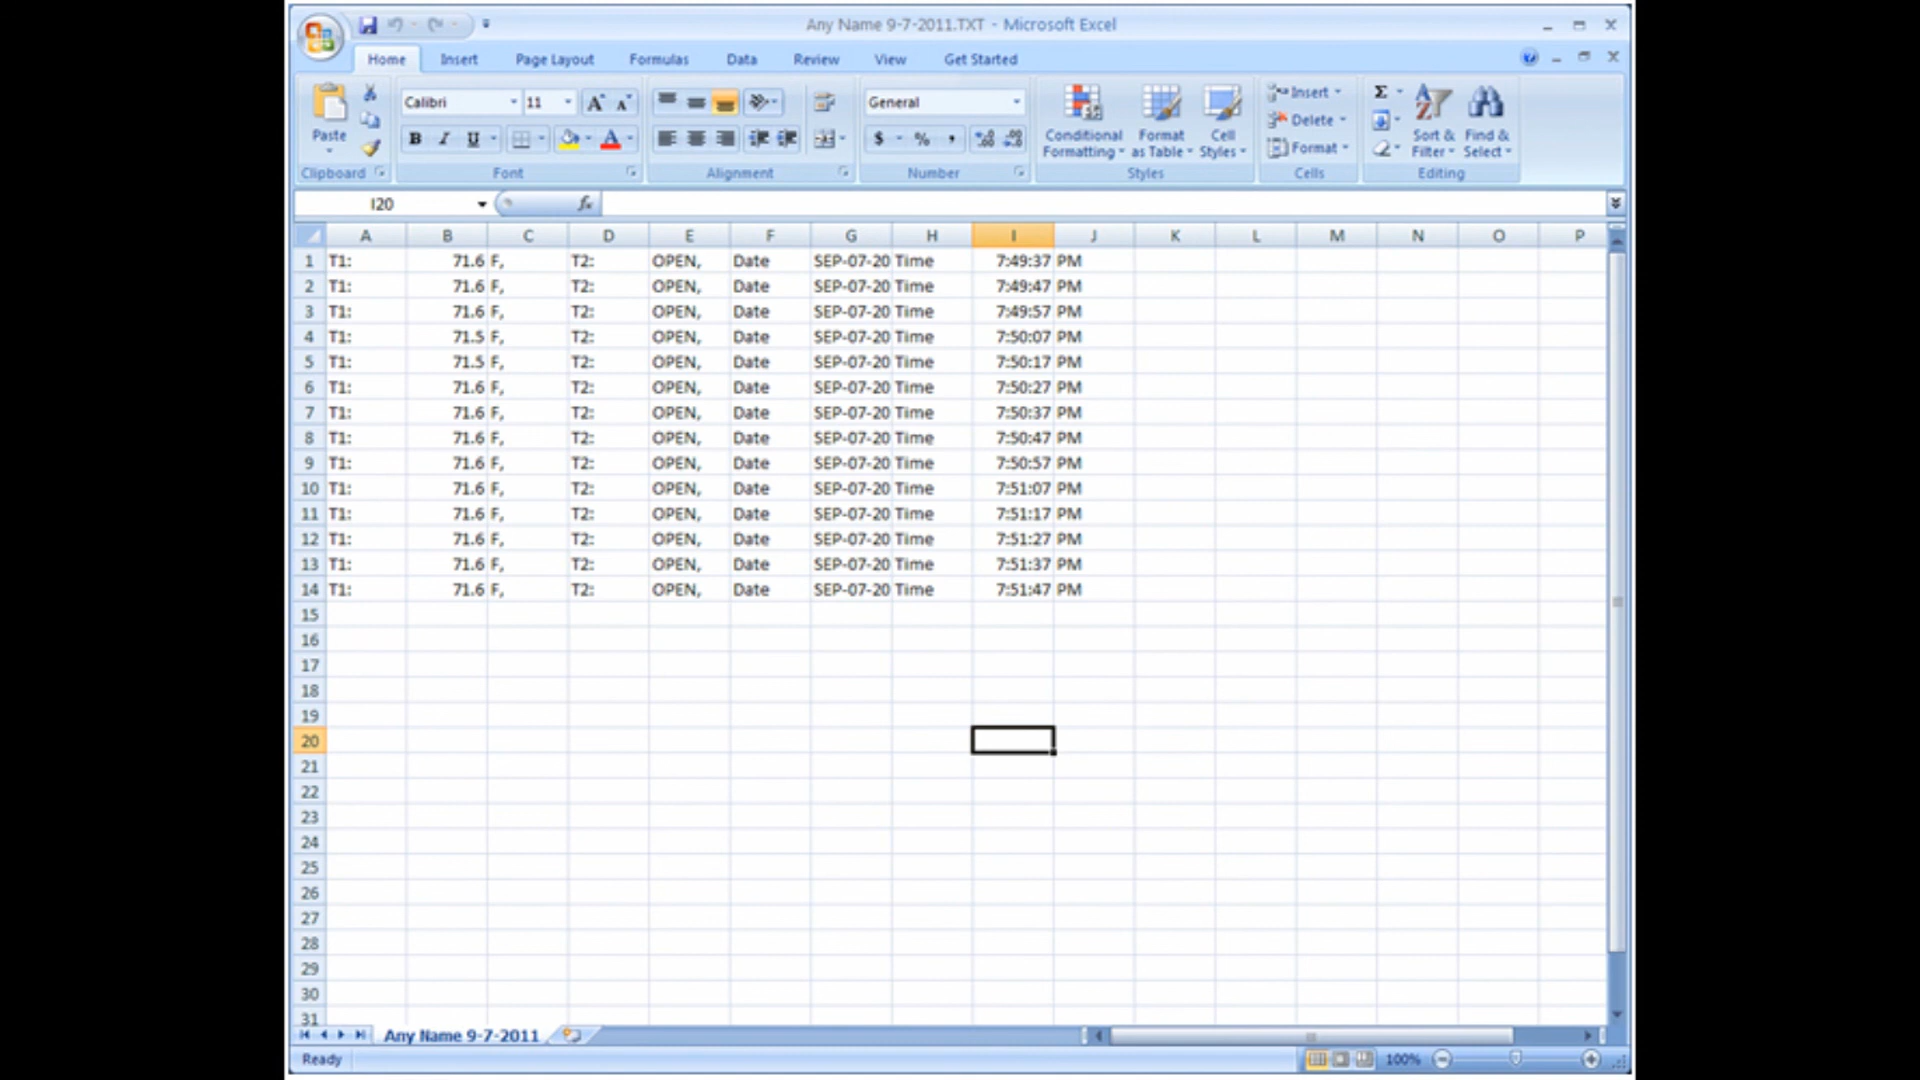 Any Name 9-7-2011.TXT - Microsoft Excel
Home Insert Page Layout Formulas Data Review View Get Started
Calibri 11 General Insert Σ
Paste B I U $ % , Conditional Formatting Format as Table Cell Styles Delete Format Sort & Filter Find & Select
Clipboard Font Alignment Number Styles Cells Editing
I20 fx
A B C D E F G H I J K L M N O P
1 T1: 71.6 F, T2: OPEN, Date SEP-07-20 Time 7:49:37 PM
2 T1: 71.6 F, T2: OPEN, Date SEP-07-20 Time 7:49:47 PM
3 T1: 71.6 F, T2: OPEN, Date SEP-07-20 Time 7:49:57 PM
4 T1: 71.5 F, T2: OPEN, Date SEP-07-20 Time 7:50:07 PM
5 T1: 71.5 F, T2: OPEN, Date SEP-07-20 Time 7:50:17 PM
6 T1: 71.6 F, T2: OPEN, Date SEP-07-20 Time 7:50:27 PM
7 T1: 71.6 F, T2: OPEN, Date SEP-07-20 Time 7:50:37 PM
8 T1: 71.6 F, T2: OPEN, Date SEP-07-20 Time 7:50:47 PM
9 T1: 71.6 F, T2: OPEN, Date SEP-07-20 Time 7:50:57 PM
10 T1: 71.6 F, T2: OPEN, Date SEP-07-20 Time 7:51:07 PM
11 T1: 71.6 F, T2: OPEN, Date SEP-07-20 Time 7:51:17 PM
12 T1: 71.6 F, T2: OPEN, Date SEP-07-20 Time 7:51:27 PM
13 T1: 71.6 F, T2: OPEN, Date SEP-07-20 Time 7:51:37 PM
14 T1: 71.6 F, T2: OPEN, Date SEP-07-20 Time 7:51:47 PM
15
16
17
18
19
20
21
22
23
24
25
26
27
28
29
30
31
Any Name 9-7-2011
Ready 100%